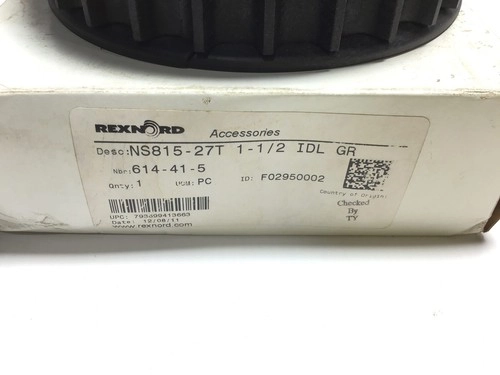 REXNORD Accessories
Desc: NS815-27T 1-1/2 IDL GR
Nbr: 614-41-5
Qnty: 1 UOM: PC ID: F02950002
Country of Origin:
Checked
By
TY
UPC: 793699413663
Date: 12/08/11
www.rexnord.com